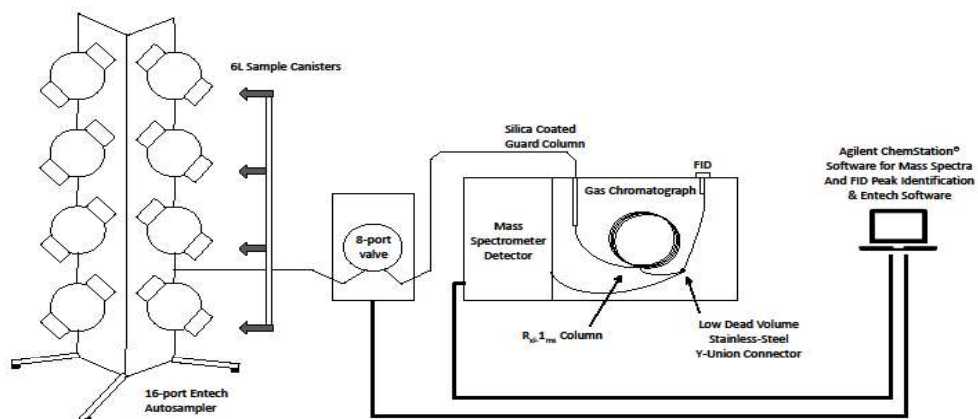 6L Sample Canisters
Silica Coated
Guard Column
FID
Agilent ChemStation©
Software for Mass Spectra
And FID Peak Identification
& Entech Software
Gas Chromatograph
8-port
valve
Mass
Spectrometer
Detector
Rxi-1ms Column
Low Dead Volume
Stainless-Steel
Y-Union Connector
16-port Entech
Autosampler